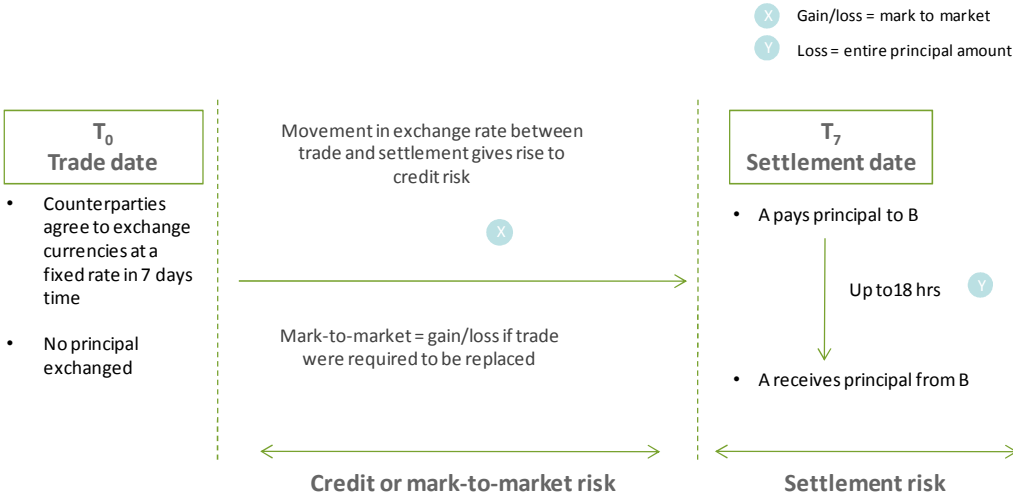 X Gain/loss = mark to market
Y Loss = entire principal amount
T0
Trade date
• Counterparties
agree to exchange
currencies at a
fixed rate in 7 days
time
• No principal
exchanged
Movement in exchange rate between
trade and settlement gives rise to
credit risk
X
Mark-to-market = gain/loss if trade
were required to be replaced
T7
Settlement date
• A pays principal to B
Up to18 hrs
Y
• A receives principal from B
Credit or mark-to-market risk
Settlement risk